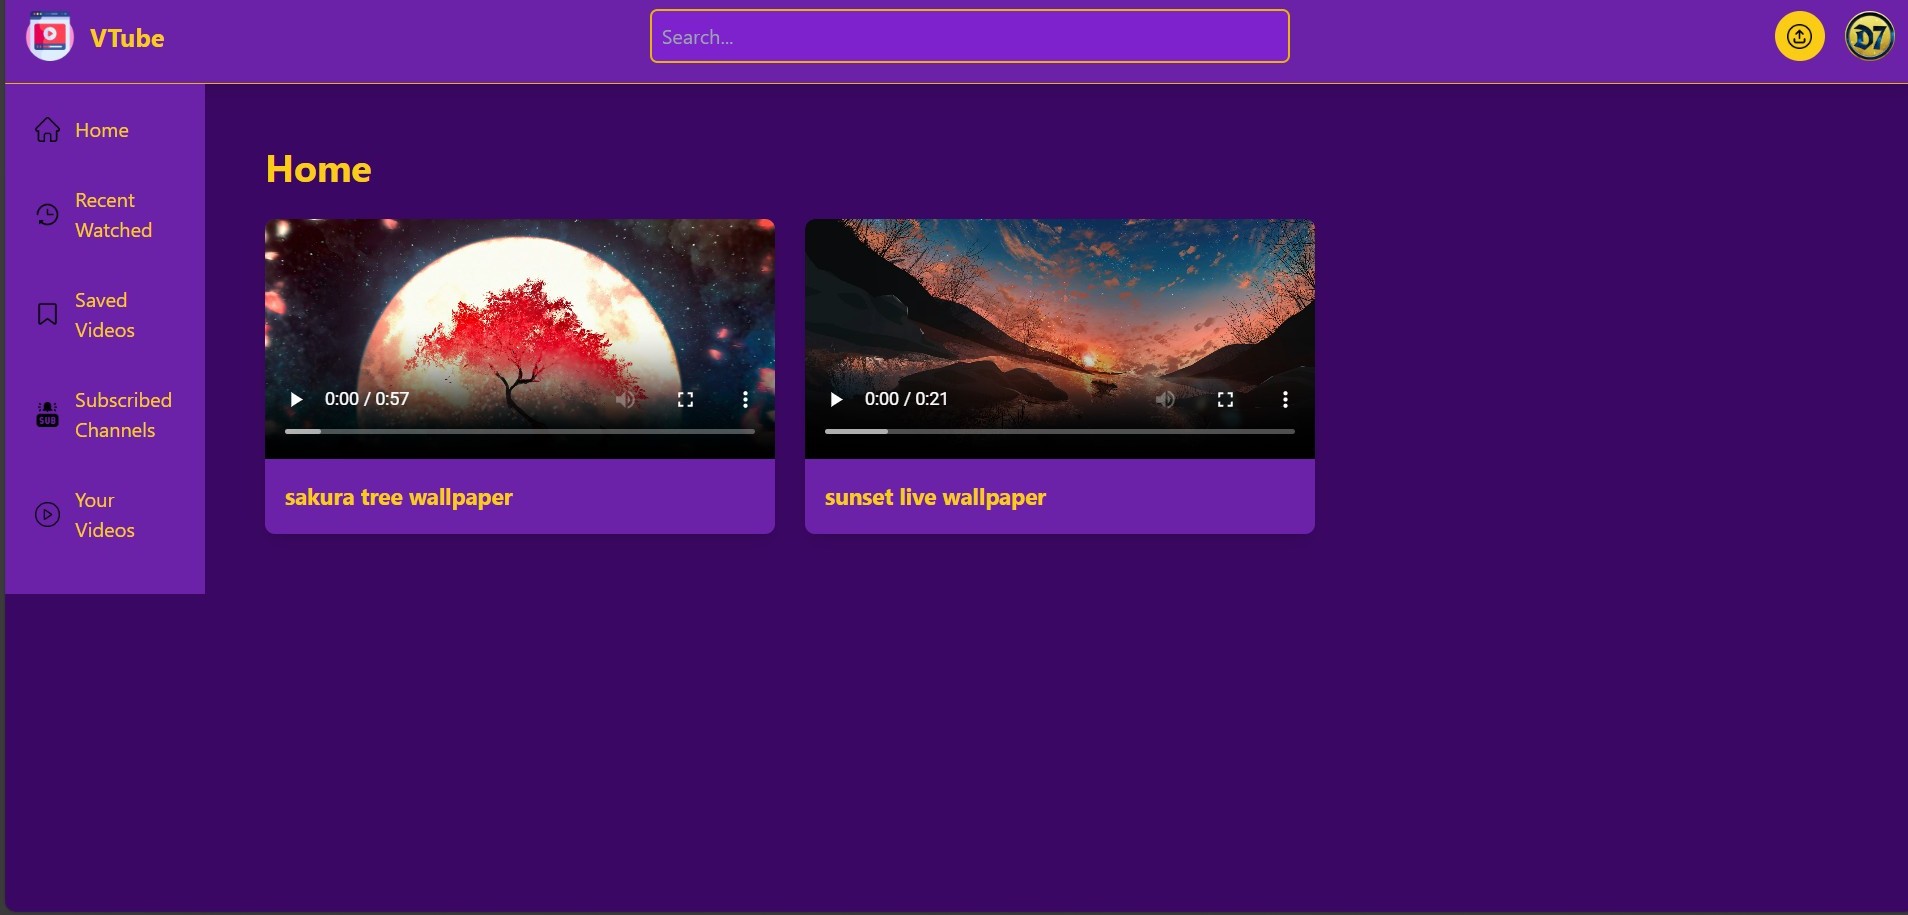 VTube
Search...
D7
Home
Recent
Watched
Saved
Videos
SUB
Subscribed
Channels
Your
Videos
Home
0:00 / 0:57
sakura tree wallpaper
0:00 / 0:21
sunset live wallpaper